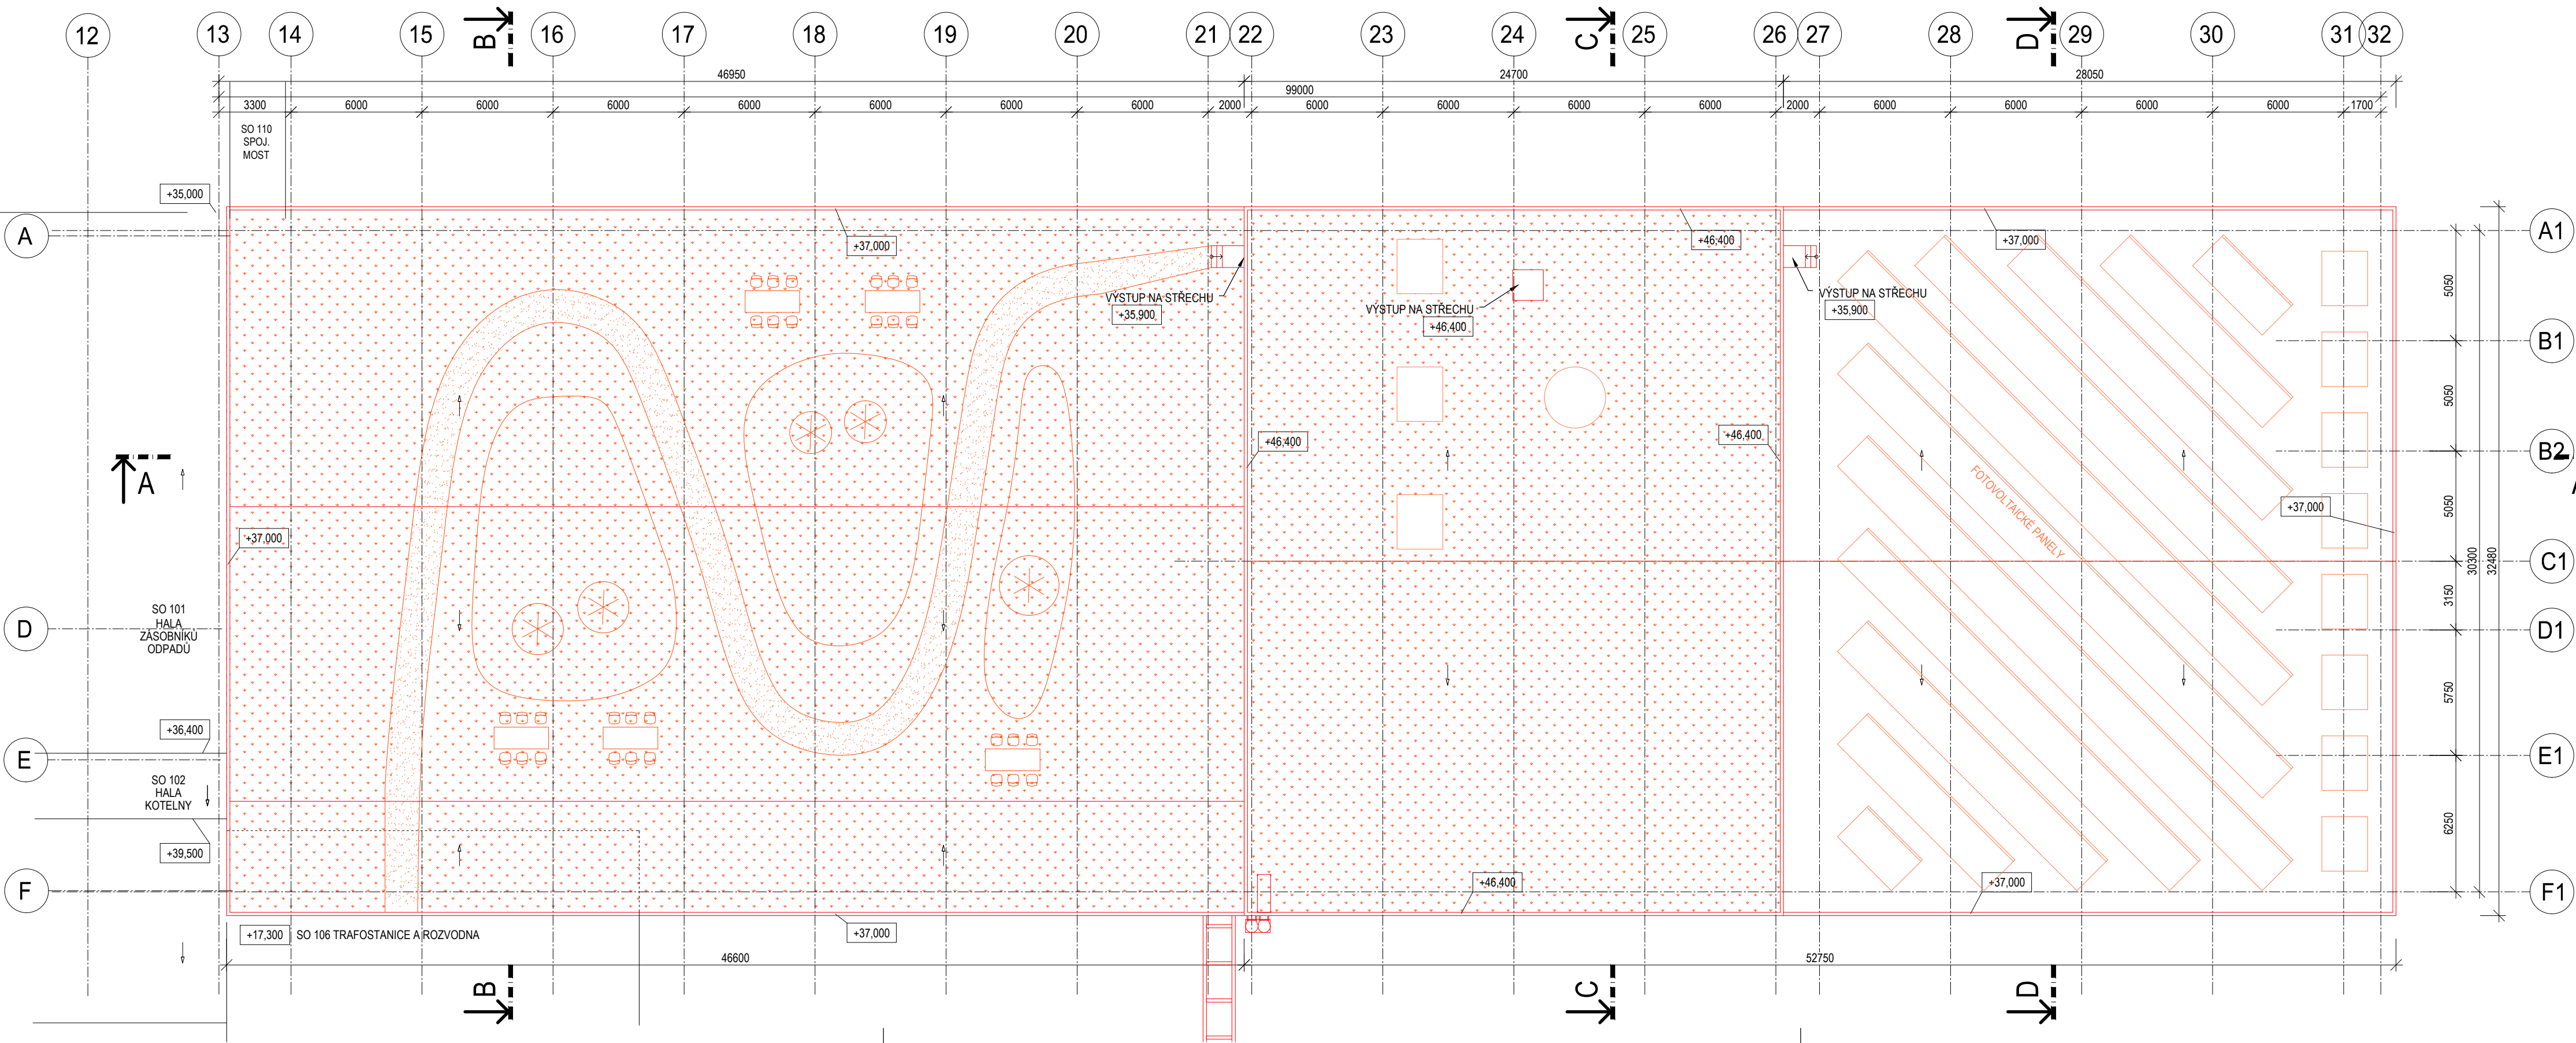 12 13 14 15 16 17 18 19 20 21 22 23 24 25 26 27 28 29 30 31 32
B C D
46950 24700 28050
99000
3300 6000 6000 6000 6000 6000 6000 6000 2000 6000 6000 6000 6000 2000 6000 6000 6000 6000 1700
SO 110
SPOJ.
MOST
+35,000
A
+37,000
+46,400
+37,000
A1
5050
VÝSTUP NA STŘECHU
+35,900
VÝSTUP NA STŘECHU
+46,400
VÝSTUP NA STŘECHU
+35,900
B1
5050
+46,400
+46,400
B2
A
A
FOTOVOLTAICKÉ PANELY
5050
+37,000
+37,000
C1
30300
32480
3150
SO 101
HALA
ZÁSOBNÍKŮ
ODPADŮ
D
D1
5750
+36,400
E
E1
SO 102
HALA
KOTELNY
6250
+39,500
F
+46,400
+37,000
F1
+17,300 SO 106 TRAFOSTANICE A ROZVODNA
+37,000
46600 52750
B C D